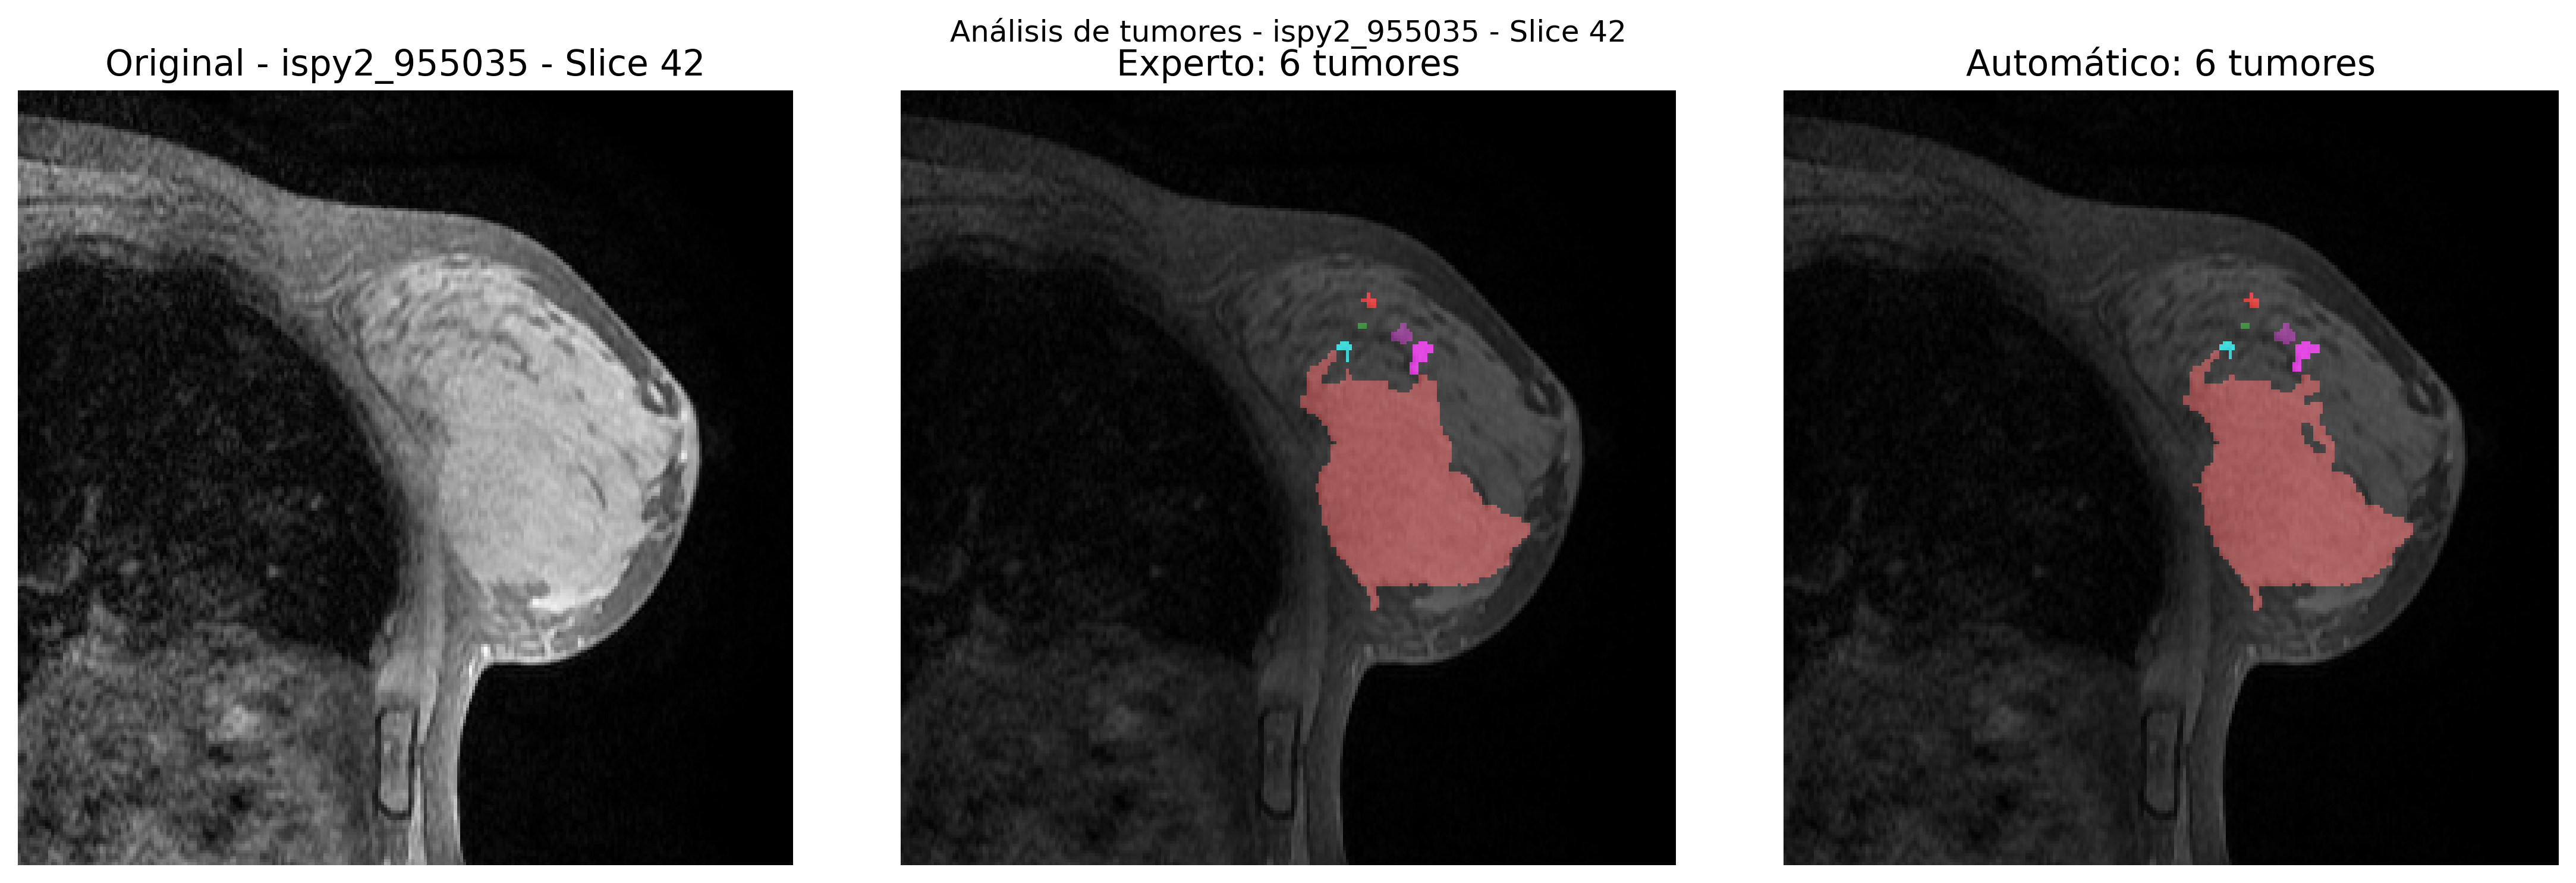 Análisis de tumores - ispy2_955035 - Slice 42
Original - ispy2_955035 - Slice 42
Experto: 6 tumores
Automático: 6 tumores